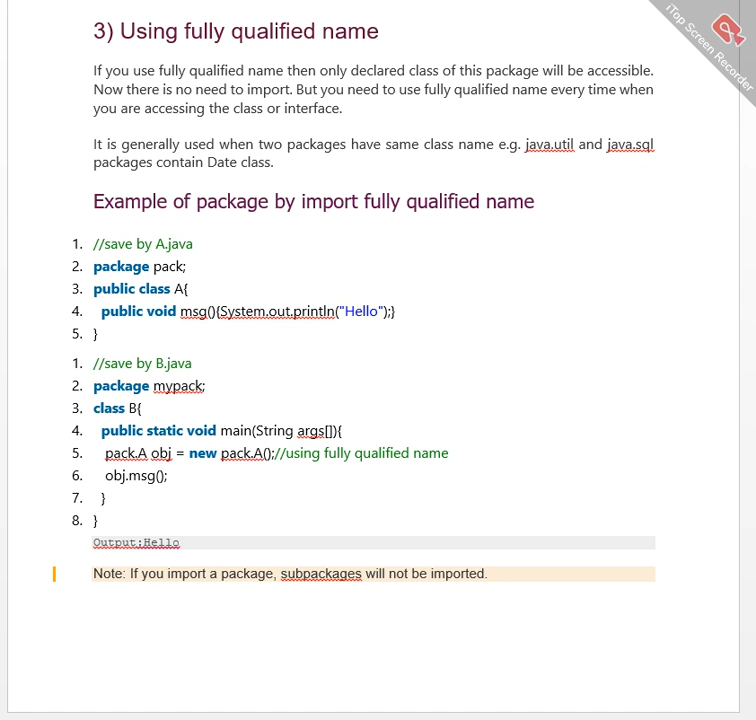 iTop Screen Recorder
3) Using fully qualified name
If you use fully qualified name then only declared class of this package will be accessible.
Now there is no need to import. But you need to use fully qualified name every time when
you are accessing the class or interface.
It is generally used when two packages have same class name e.g. java.util and java.sql
packages contain Date class.
Example of package by import fully qualified name
1. //save by A.java
2. package pack;
3. public class A{
4. public void msg(){System.out.println("Hello");}
5. }
1. //save by B.java
2. package mypack;
3. class B{
4. public static void main(String args[]){
5. pack.A obj = new pack.A();//using fully qualified name
6. obj.msg();
7. }
8. }
Output:Hello
Note: If you import a package, subpackages will not be imported.